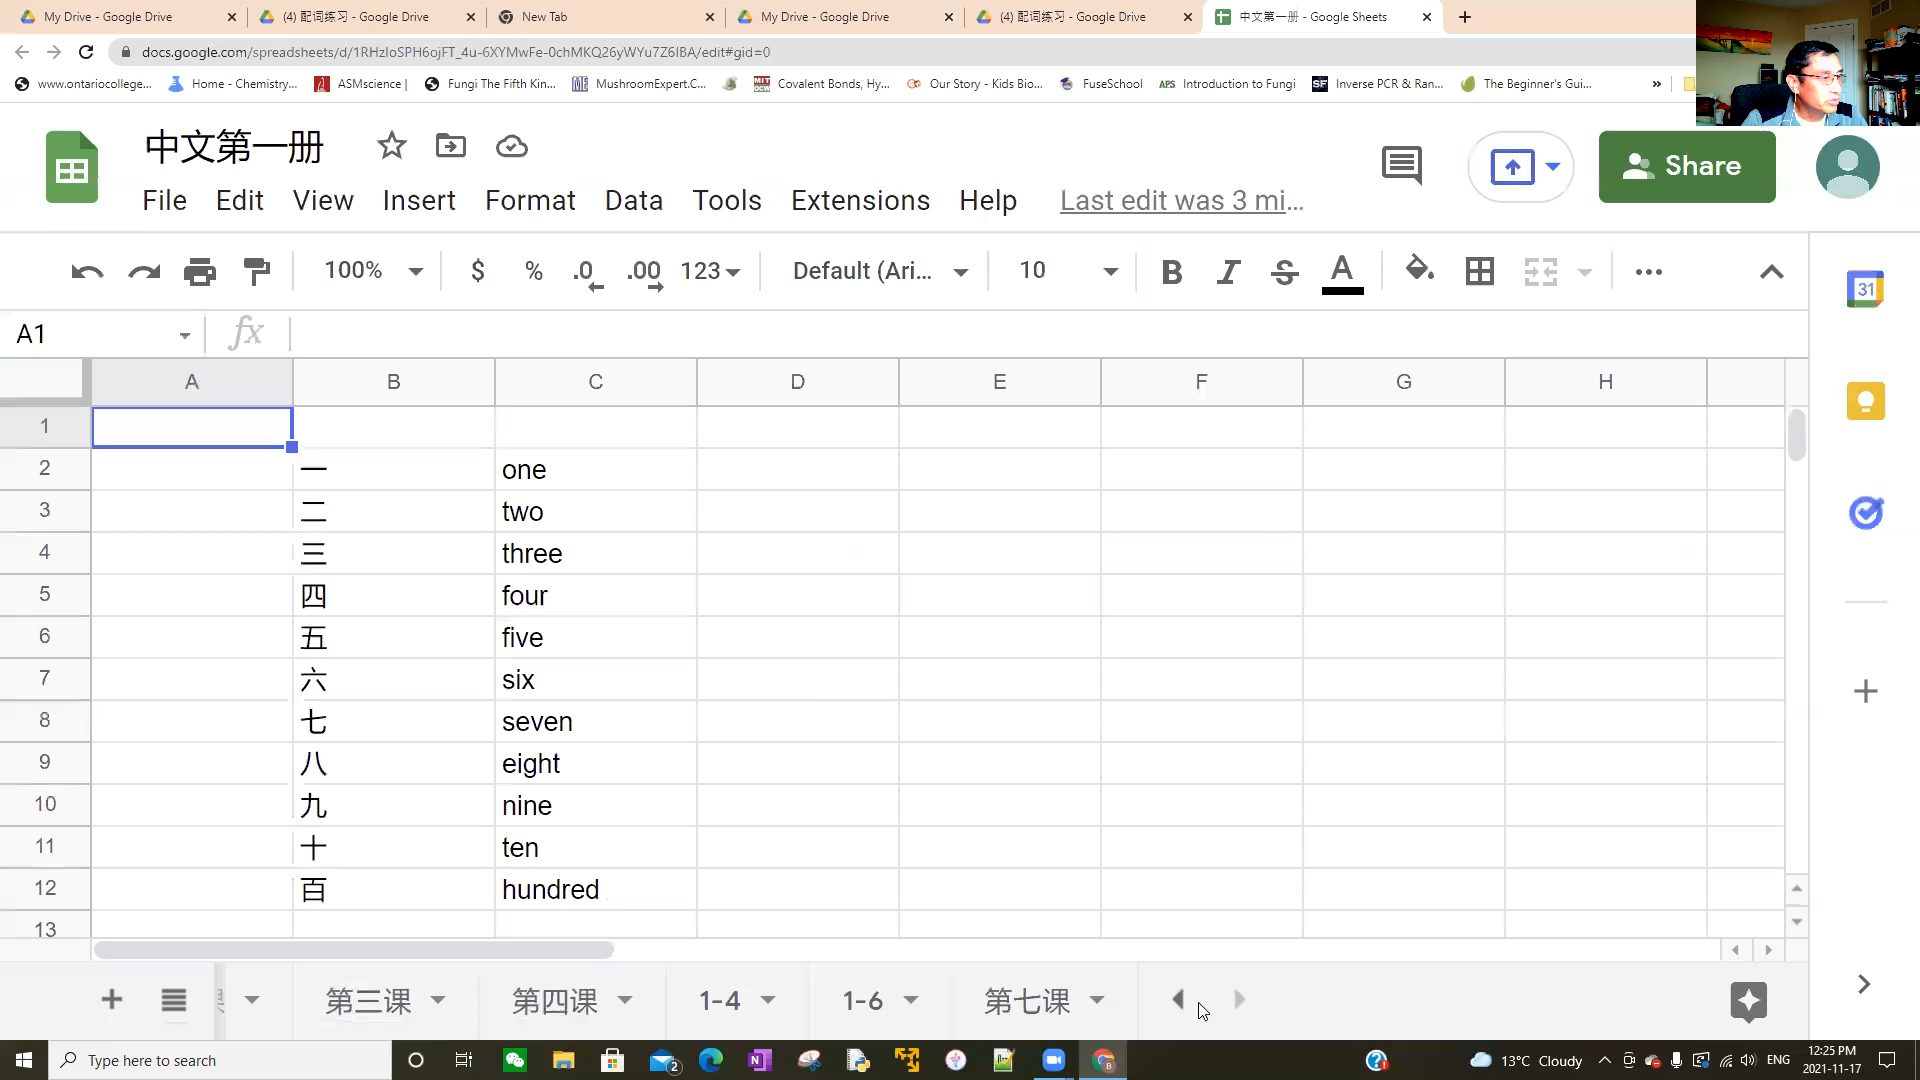 My Drive - Google Drive
(4) 配词练习 - Google Drive
New Tab
My Drive - Google Drive
(4) 配词练习 - Google Drive
中文第一册 - Google Sheets
docs.google.com/spreadsheets/d/1RHzIoSPH6ojFT_4u-6XYMwFe-0chMKQ26yWYu7Z6IBA/edit#gid=0
www.ontariocollege...
Home - Chemistry...
ASMscience |
Fungi The Fifth Kin...
MushroomExpert.C...
Covalent Bonds, Hy...
Our Story - Kids Bio...
FuseSchool
APS Introduction to Fungi
SF Inverse PCR & Ran...
The Beginner's Gui...
»
中文第一册
Share
File Edit View Insert Format Data Tools Extensions Help Last edit was 3 mi...
100% $ % .0 .00 123 Default (Ari... 10 B I S A
31
A1 fx
A B C D E F G H
1
2 一 one
3 二 two
4 三 three
5 四 four
6 五 five
7 六 six
8 七 seven
9 八 eight
10 九 nine
11 十 ten
12 百 hundred
13
第三课 第四课 1-4 1-6 第七课
Type here to search
2
13°C Cloudy
ENG
12:25 PM
2021-11-17